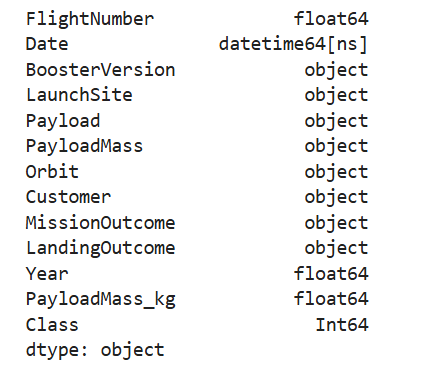 FlightNumber float64
Date datetime64[ns]
BoosterVersion object
LaunchSite object
Payload object
PayloadMass object
Orbit object
Customer object
MissionOutcome object
LandingOutcome object
Year float64
PayloadMass_kg float64
Class Int64
dtype: object